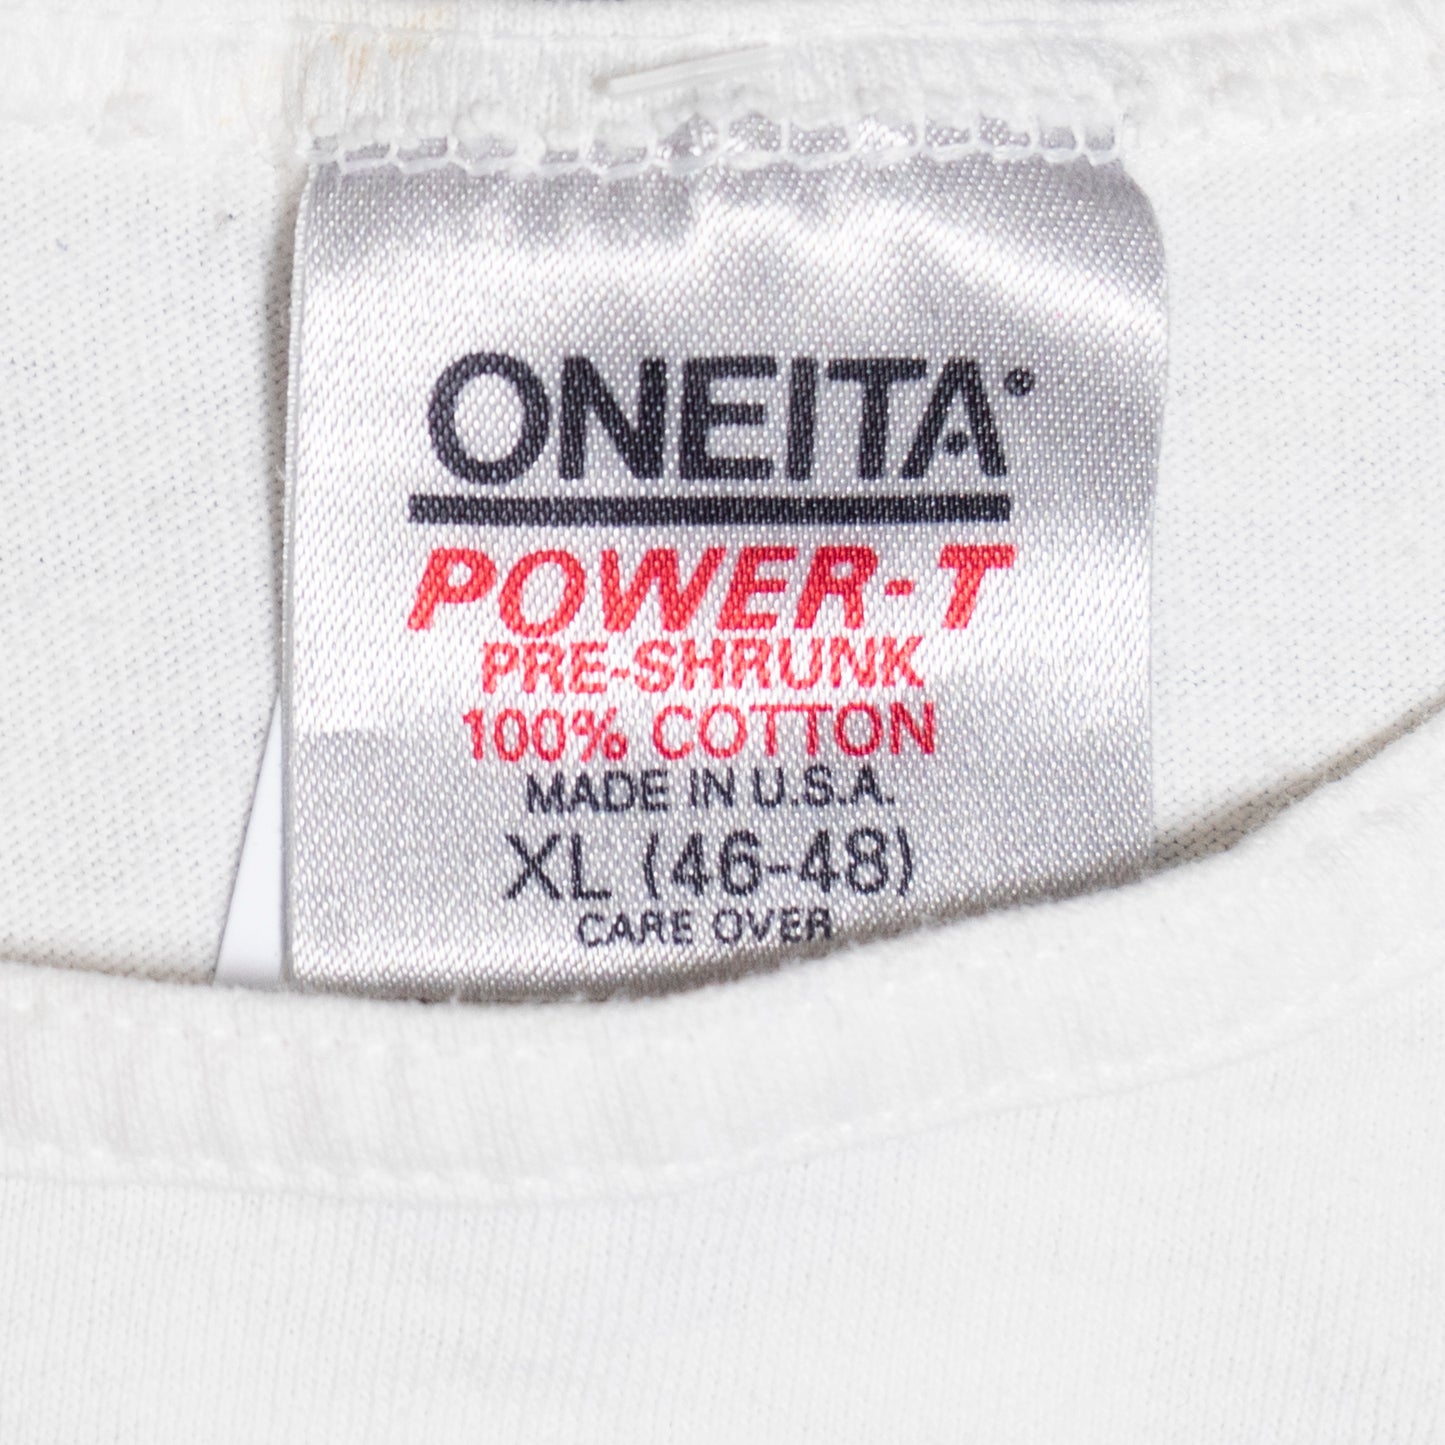 ONEITA®
POWER-T
PRE-SHRUNK
100% COTTON
MADE IN U.S.A.
XL (46-48)
CARE OVER